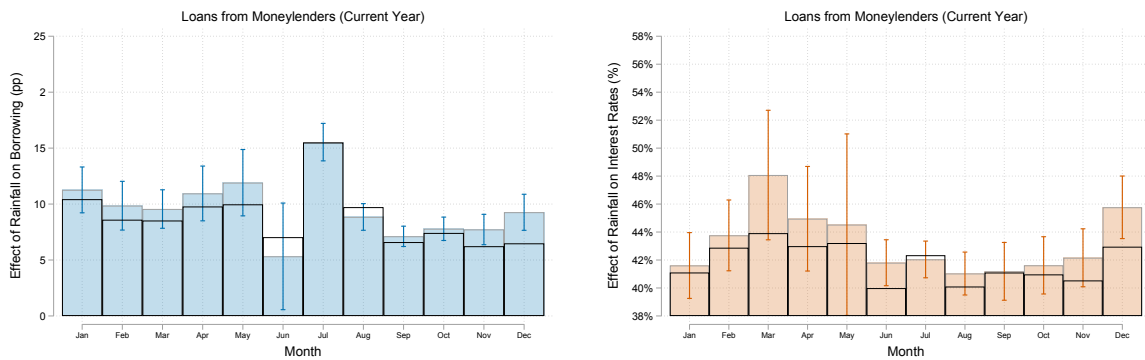 Loans from Moneylenders (Current Year)
Effect of Rainfall on Borrowing (pp)
25
2
15
10
5
0
Jan Feb Mar Apr May Jun Jul Aug Sep Oct Nov Dec
Month
Loans from Moneylenders (Current Year)
Effect of Rainfall on Interest Rates (%)
58%
56%
54%
52%
50%
48%
46%
44%
42%
40%
38%
Jan Feb Mar Apr May Jun Jul Aug Sep Oct Nov Dec
Month